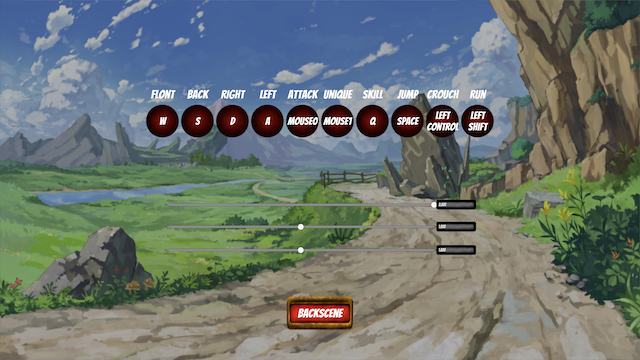 FLONT BACK RIGHT LEFT ATTACK UNIQUE SKILL JUMP CROUCH RUN
W S D A MOUSE0 MOUSE1 Q SPACE LEFT CONTROL LEFT SHIFT
BACKSCENE